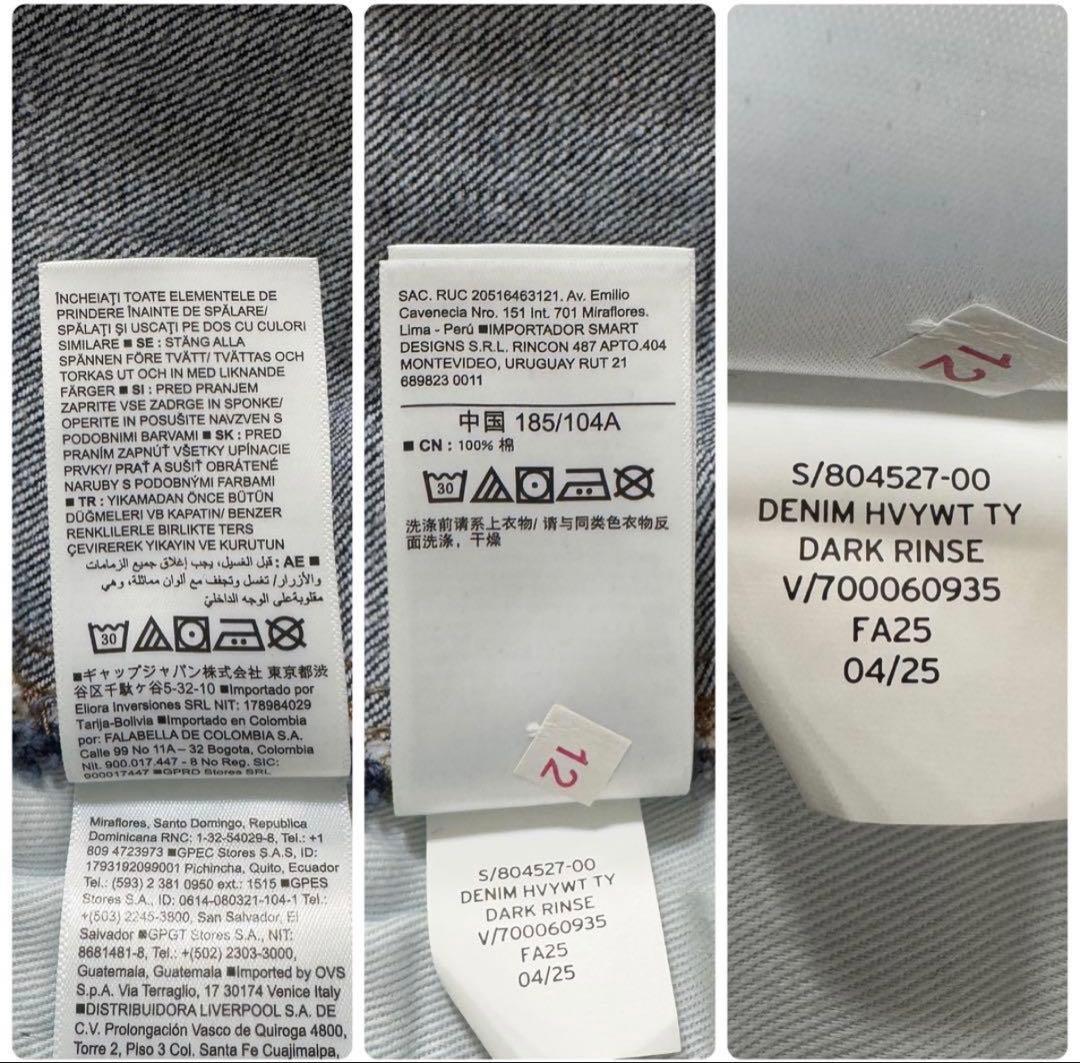 ÎNCHEIAȚI TOATE ELEMENTELE DE
PRINDERE ÎNAINTE DE SPĂLARE/
SPĂLAȚI ȘI USCAȚI PE DOS CU CULORI
SIMILARE ■ SE : STÄNG ALLA
SPÄNNEN FÖRE TVÄTT/ TVÄTTAS OCH
TORKAS UT OCH IN MED LIKNANDE
FÄRGER ■ SI : PRED PRANJEM
ZAPRITE VSE ZADRGE IN SPONKE/
OPERITE IN POSUŠITE NAVZVEN S
PODOBNIMI BARVAMI ■ SK : PRED
PRANÍM ZAPNÚŤ VŠETKY UPÍNACIE
PRVKY/ PRAŤ A SUŠIŤ OBRÁTENÉ
NARUBY S PODOBNÝMI FARBAMI
■ TR : YIKAMADAN ÖNCE BÜTÜN
DÜĞMELERI VB KAPATIN/ BENZER
RENKLILERLE BIRLIKTE TERS
ÇEVIREREK YIKAYIN VE KURUTUN
■ AE : قبل الغسيل، يجب إغلاق جميع الزمامات
والأزرار/ تغسل وتجفف مع ألوان مماثلة، وهي
مقلوبة على الوجه الداخلي
30
■ギャップジャパン株式会社 東京都渋
谷区千駄ケ谷5-32-10 ■Importado por
Eliora Inversiones SRL NIT: 178984029
Tarija-Bolivia ■Importado en Colombia
por: FALABELLA DE COLOMBIA S.A.
Calle 99 No 11A – 32 Bogota, Colombia
Nit. 900.017.447 - 8 No Reg. SIC:
900017447 ■GPRD Stores SRL
Miraflores, Santo Domingo, Republica
Dominicana RNC: 1-32-54029-8, Tel.: +1
809 4723973 ■GPEC Stores S.A.S, ID:
1793192099001 Pichincha, Quito, Ecuador
Tel.: (593) 2 381 0950 ext.: 1515 ■GPES
Stores S.A., ID: 0614-080321-104-1 Tel.:
+(503) 2245-3800, San Salvador, El
Salvador ■GPGT Stores S.A., NIT:
8681481-8, Tel.: +(502) 2303-3000,
Guatemala, Guatemala ■Imported by OVS
S.p.A. Via Terraglio, 17 30174 Venice Italy
■DISTRIBUIDORA LIVERPOOL S.A. DE
C.V. Prolongación Vasco de Quiroga 4800,
Torre 2, Piso 3 Col. Santa Fe Cuajimalpa,
SAC. RUC 20516463121. Av. Emilio
Cavenecia Nro. 151 Int. 701 Miraflores.
Lima - Perú ■IMPORTADOR SMART
DESIGNS S.R.L. RINCON 487 APTO.404
MONTEVIDEO, URUGUAY RUT 21
689823 0011
中国 185/104A
■ CN : 100% 棉
30
洗涤前请系上衣物/ 请与同类色衣物反
面洗涤，干燥
12
S/804527-00
DENIM HVYWT TY
DARK RINSE
V/700060935
FA25
04/25
12
S/804527-00
DENIM HVYWT TY
DARK RINSE
V/700060935
FA25
04/25